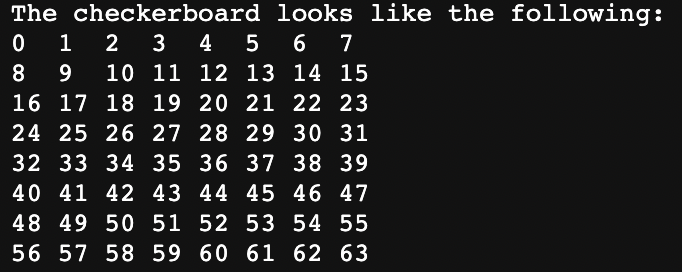 The checkerboard looks like the following:
0 1 2 3 4 5 6 7
8 9 10 11 12 13 14 15
16 17 18 19 20 21 22 23
24 25 26 27 28 29 30 31
32 33 34 35 36 37 38 39
40 41 42 43 44 45 46 47
48 49 50 51 52 53 54 55
56 57 58 59 60 61 62 63